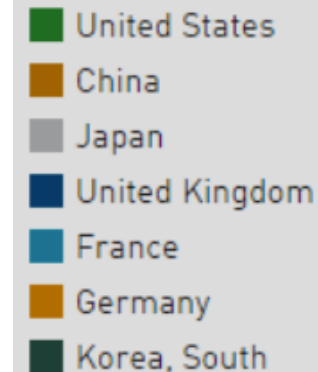 United States
China
Japan
United Kingdom
France
Germany
Korea, South